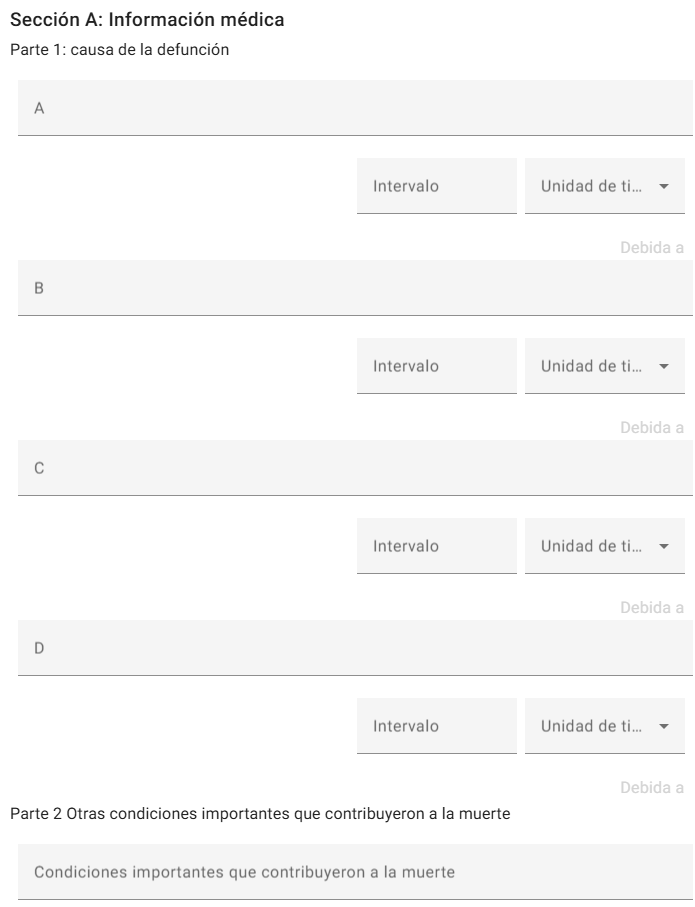 Sección A: Información médica
Parte 1: causa de la defunción
A
Intervalo Unidad de ti...
Debida a
B
Intervalo Unidad de ti...
Debida a
C
Intervalo Unidad de ti...
Debida a
D
Intervalo Unidad de ti...
Debida a
Parte 2 Otras condiciones importantes que contribuyeron a la muerte
Condiciones importantes que contribuyeron a la muerte